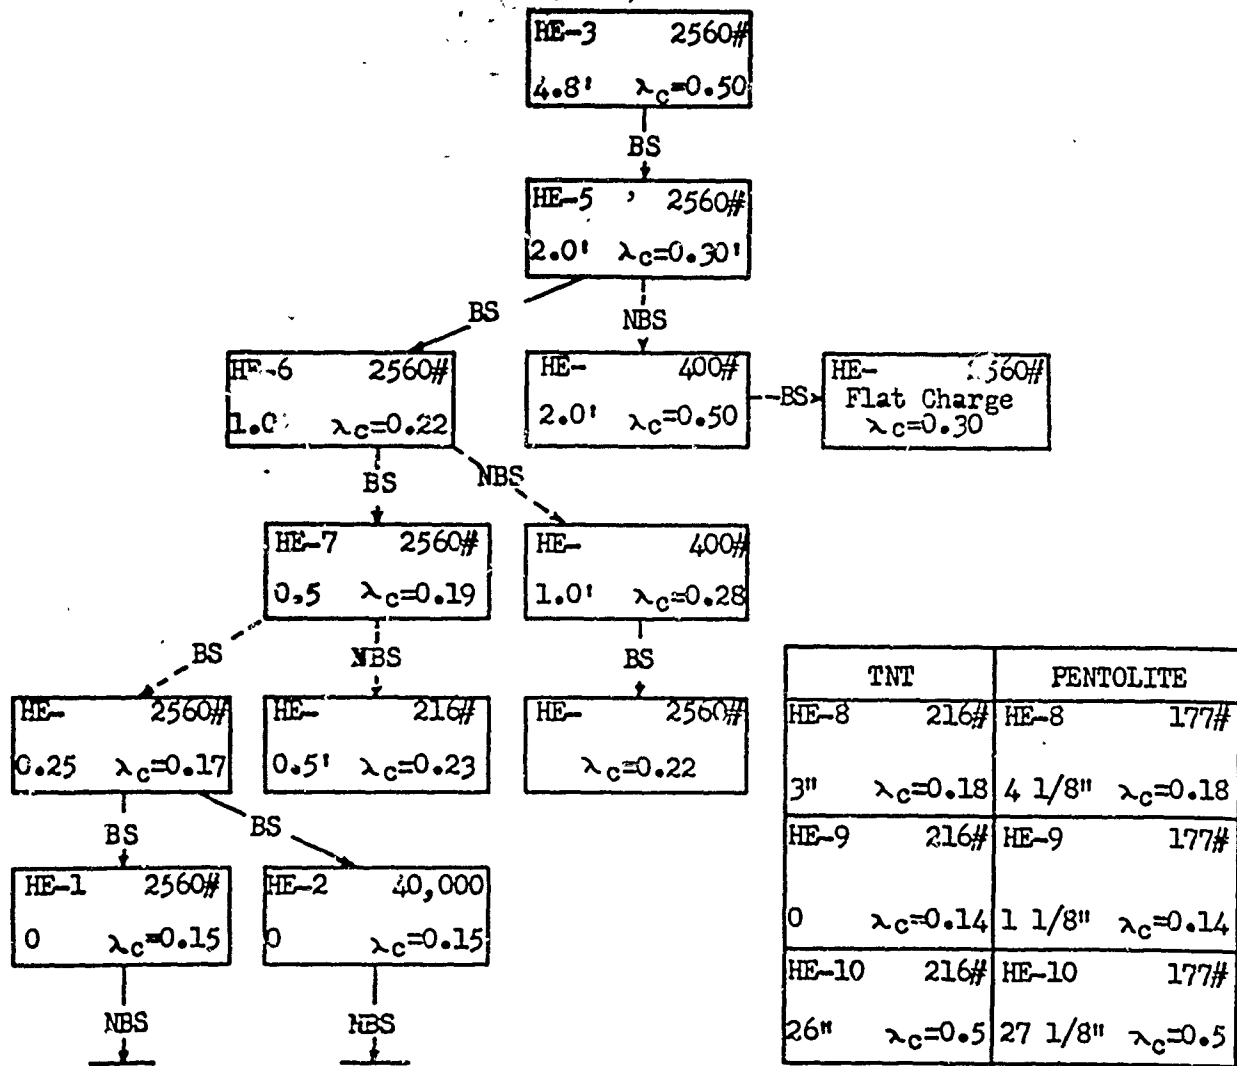 HE-3 2560#
4.8' λc=0.50
BS
HE-5 , 2560#
2.0' λc=0.30'
BS
NBS
HE-6 2560#
1.0' λc=0.22
HE- 400#
2.0' λc=0.50
BS
HE- 2560#
Flat Charge
λc=0.30
BS
NBS
HE-7 2560#
0.5 λc=0.19
HE- 400#
1.0' λc=0.28
BS
NBS
BS
HE- 2560#
0.25 λc=0.17
HE- 216#
0.5' λc=0.23
HE- 2560#
λc=0.22
BS
BS
HE-1 2560#
0 λc=0.15
HE-2 40,000
0 λc=0.15
NBS
NBS
TNT PENTOLITE
HE-8 216# HE-8 177#
3" λc=0.18 4 1/8" λc=0.18
HE-9 216# HE-9 177#
0 λc=0.14 1 1/8" λc=0.14
HE-10 216# HE-10 177#
26" λc=0.5 27 1/8" λc=0.5